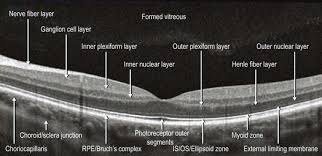 Nerve fiber layer
Formed vitreous
Ganglion cell layer
Inner plexiform layer
Outer plexiform layer
Outer nuclear layer
Inner nuclear layer
Henle fiber layer
Choroid/sclera junction
Photoreceptor outer
segments
Myoid zone
Choriocapillaris
RPE/Bruch's complex
IS/OS/Ellipsoid zone
External limiting membrane